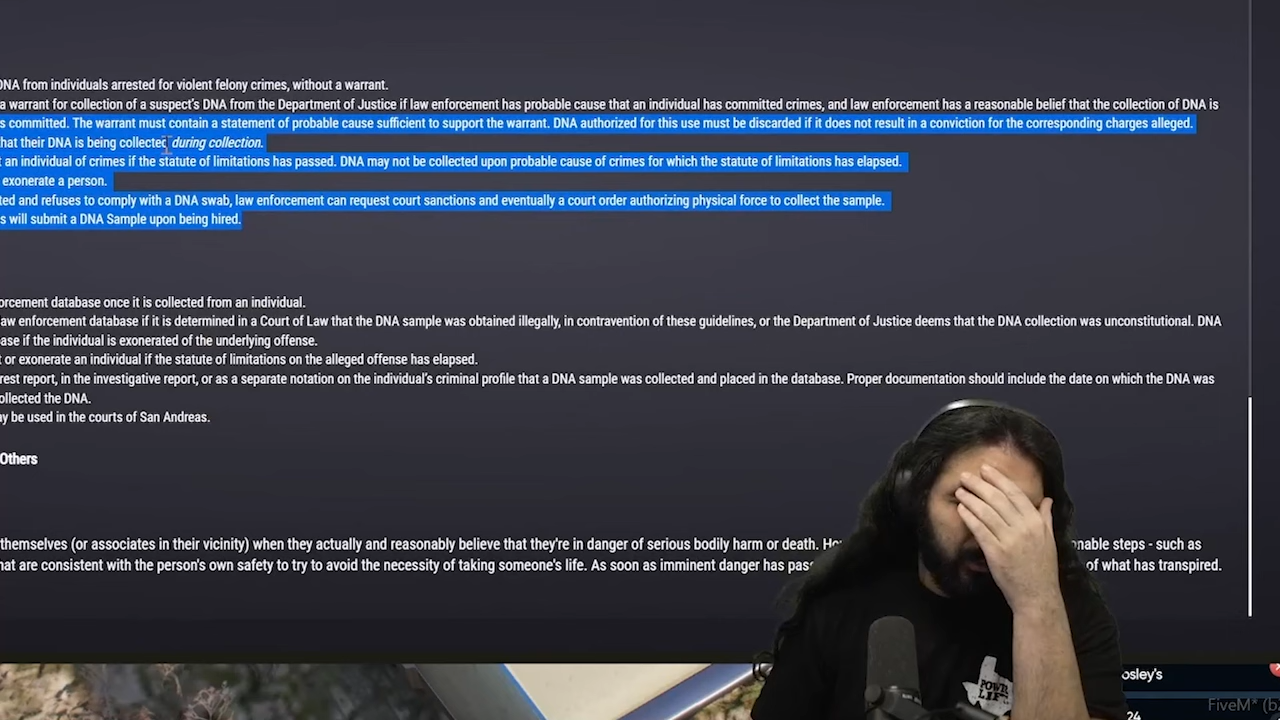 DNA from individuals arrested for violent felony crimes, without a warrant.
a warrant for collection of a suspect's DNA from the Department of Justice if law enforcement has probable cause that an individual has committed crimes, and law enforcement has a reasonable belief that the collection of DNA is
s committed. The warrant must contain a statement of probable cause sufficient to support the warrant. DNA authorized for this use must be discarded if it does not result in a conviction for the corresponding charges alleged.
hat their DNA is being collected during collection.
t an individual of crimes if the statute of limitations has passed. DNA may not be collected upon probable cause of crimes for which the statute of limitations has elapsed.
exonerate a person.
ted and refuses to comply with a DNA swab, law enforcement can request court sanctions and eventually a court order authorizing physical force to collect the sample.
s will submit a DNA Sample upon being hired.
orcement database once it is collected from an individual.
aw enforcement database if it is determined in a Court of Law that the DNA sample was obtained illegally, in contravention of these guidelines, or the Department of Justice deems that the DNA collection was unconstitutional. DNA
ase if the individual is exonerated of the underlying offense.
t or exonerate an individual if the statute of limitations on the alleged offense has elapsed.
rest report, in the investigative report, or as a separate notation on the individual's criminal profile that a DNA sample was collected and placed in the database. Proper documentation should include the date on which the DNA was
ollected the DNA.
ay be used in the courts of San Andreas.
Others
themselves (or associates in their vicinity) when they actually and reasonably believe that they're in danger of serious bodily harm or death. Ho nable steps - such as
hat are consistent with the person's own safety to try to avoid the necessity of taking someone's life. As soon as imminent danger has pas of what has transpired.
POWER
LIF
osley's
24
FiveM* (b